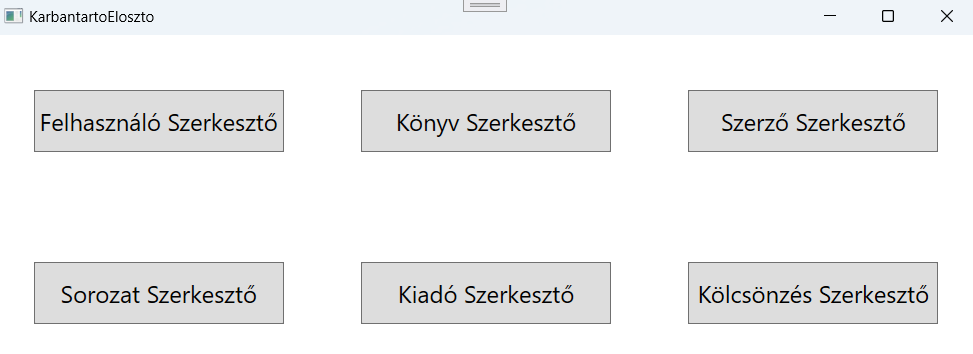 KarbantartoEloszto
Felhasználó Szerkesztő
Könyv Szerkesztő
Szerző Szerkesztő
Sorozat Szerkesztő
Kiadó Szerkesztő
Kölcsönzés Szerkesztő